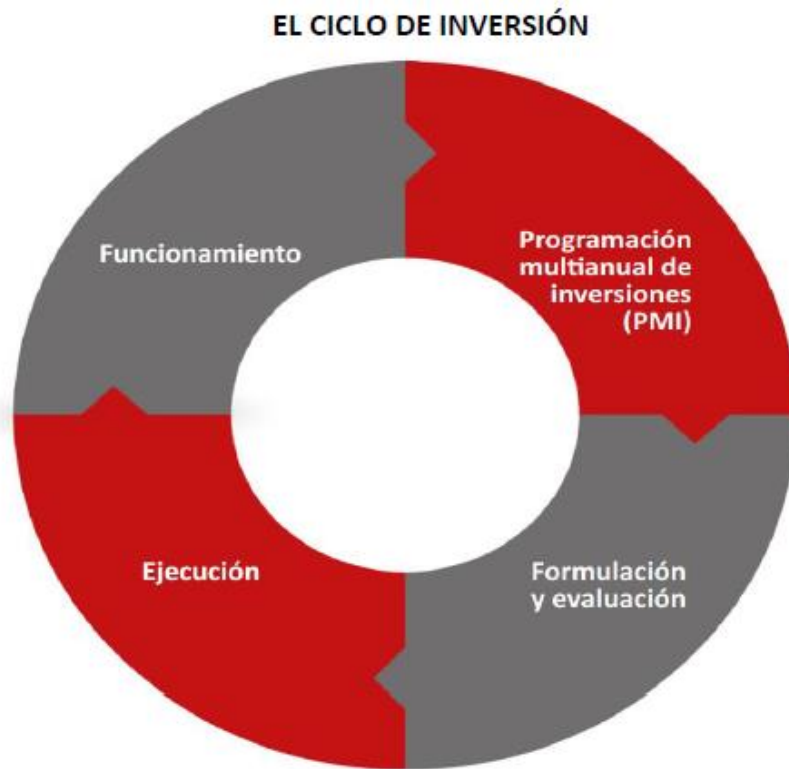 EL CICLO DE INVERSIÓN
Funcionamiento
Programación
multianual de
inversiones
(PMI)
Ejecución
Formulación
y evaluación